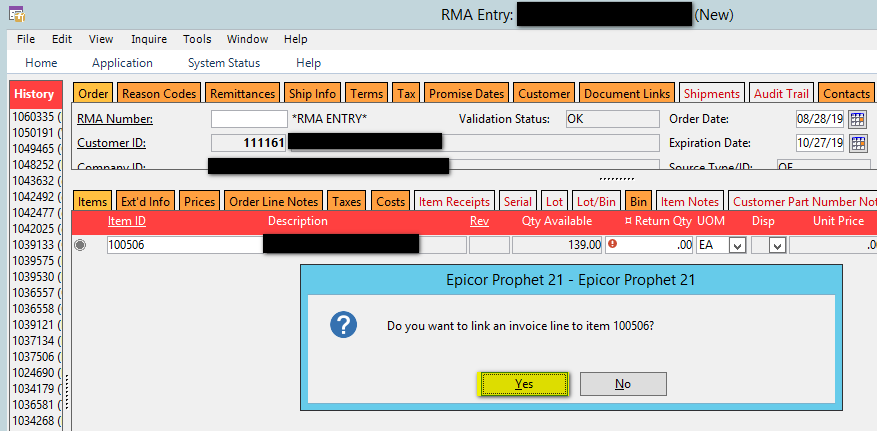 RMA Entry: (New)
File Edit View Inquire Tools Window Help
Home Application System Status Help
History
1060335 (
1050191 (
1049465 (
1048252 (
1043632 (
1042492 (
1042477 (
1042025 (
1039133 (
1039575 (
1039530 (
1036557 (
1036558 (
1039121 (
1037134 (
1037506 (
1024690 (
1034179 (
1036581 (
1034268 (
Order Reason Codes Remittances Ship Info Terms Tax Promise Dates Customer Document Links Shipments Audit Trail Contacts
RMA Number: *RMA ENTRY* Validation Status: OK Order Date: 08/28/19
Customer ID: 111161 Expiration Date: 10/27/19
Company ID: Source Type/ID: OE
Items Ext'd Info Prices Order Line Notes Taxes Costs Item Receipts Serial Lot Lot/Bin Bin Item Notes Customer Part Number Not
Item ID Description Rev Qty Available ¤ Return Qty UOM Disp Unit Price
100506 139.00 .00 EA .00
Epicor Prophet 21 - Epicor Prophet 21
Do you want to link an invoice line to item 100506?
Yes No